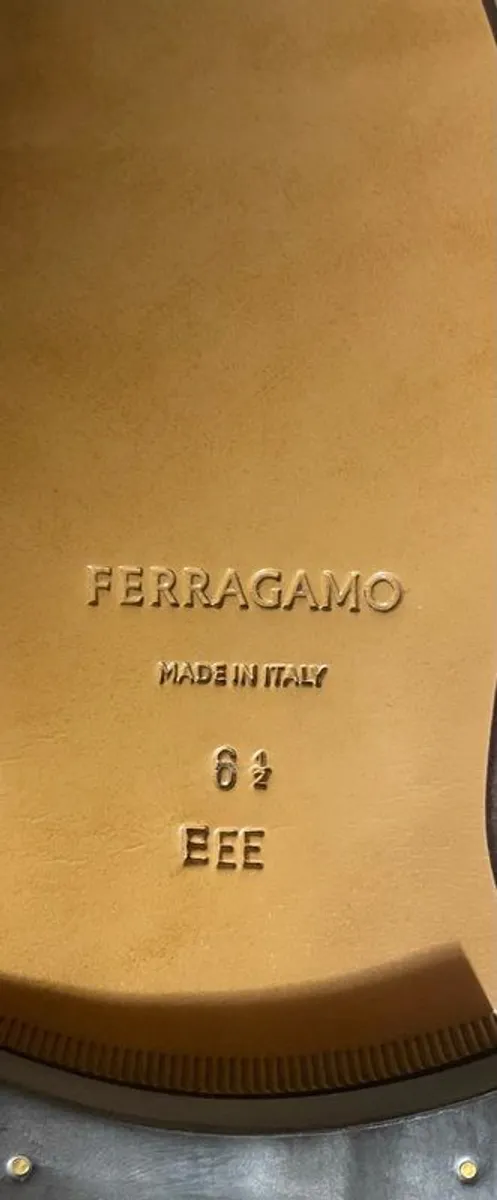 FERRAGAMO
MADE IN ITALY
6 ½
EEE